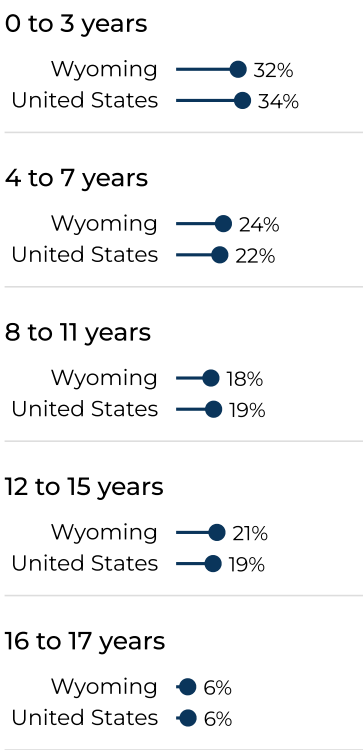 0 to 3 years
Wyoming 32%
United States 34%
4 to 7 years
Wyoming 24%
United States 22%
8 to 11 years
Wyoming 18%
United States 19%
12 to 15 years
Wyoming 21%
United States 19%
16 to 17 years
Wyoming 6%
United States 6%